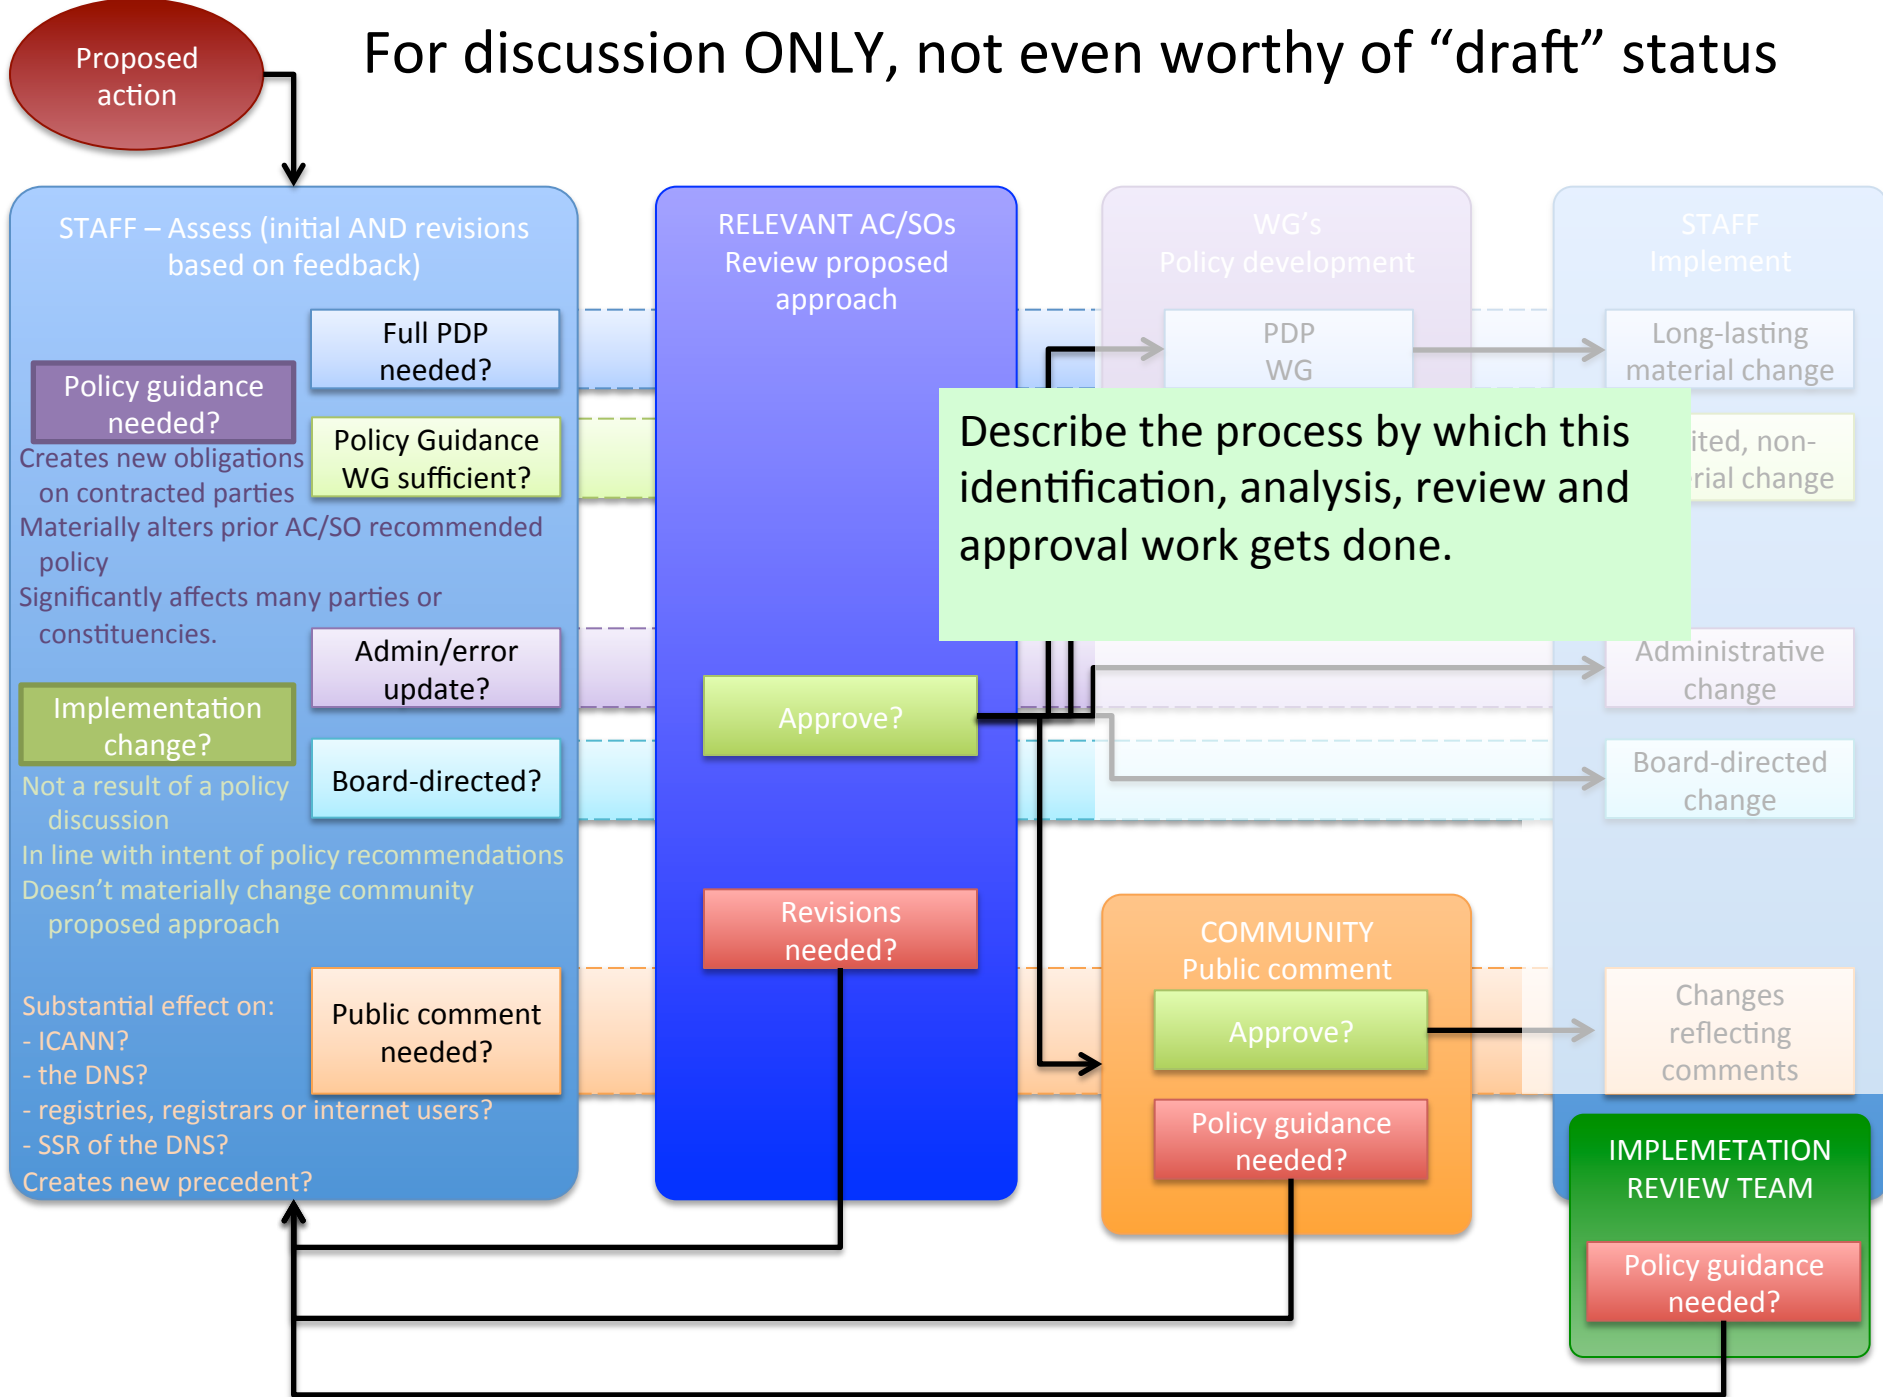 Proposed
action
For discussion ONLY, not even worthy of “draft” status
STAFF – Assess (initial AND revisions
based on feedback)
Full PDP
needed?
Policy guidance
needed?
Policy Guidance
WG sufficient?
Creates new obligations
on contracted parties
Materially alters prior AC/SO recommended
policy
Significantly affects many parties or
constituencies.
Admin/error
update?
Implementation
change?
Board-directed?
Not a result of a policy
discussion
In line with intent of policy recommendations
Doesn’t materially change community
proposed approach
Substantial effect on:
- ICANN?
- the DNS?
- registries, registrars or internet users?
- SSR of the DNS?
Creates new precedent?
Public comment
needed?
RELEVANT AC/SOs
Review proposed
approach
Approve?
Revisions
needed?
WG’s
Policy development
PDP
WG
Describe the process by which this
identification, analysis, review and
approval work gets done.
COMMUNITY
Public comment
Approve?
Policy guidance
needed?
STAFF
Implement
Long-lasting
material change
ited, non-
rial change
Administrative
change
Board-directed
change
Changes
reflecting
comments
IMPLEMETATION
REVIEW TEAM
Policy guidance
needed?